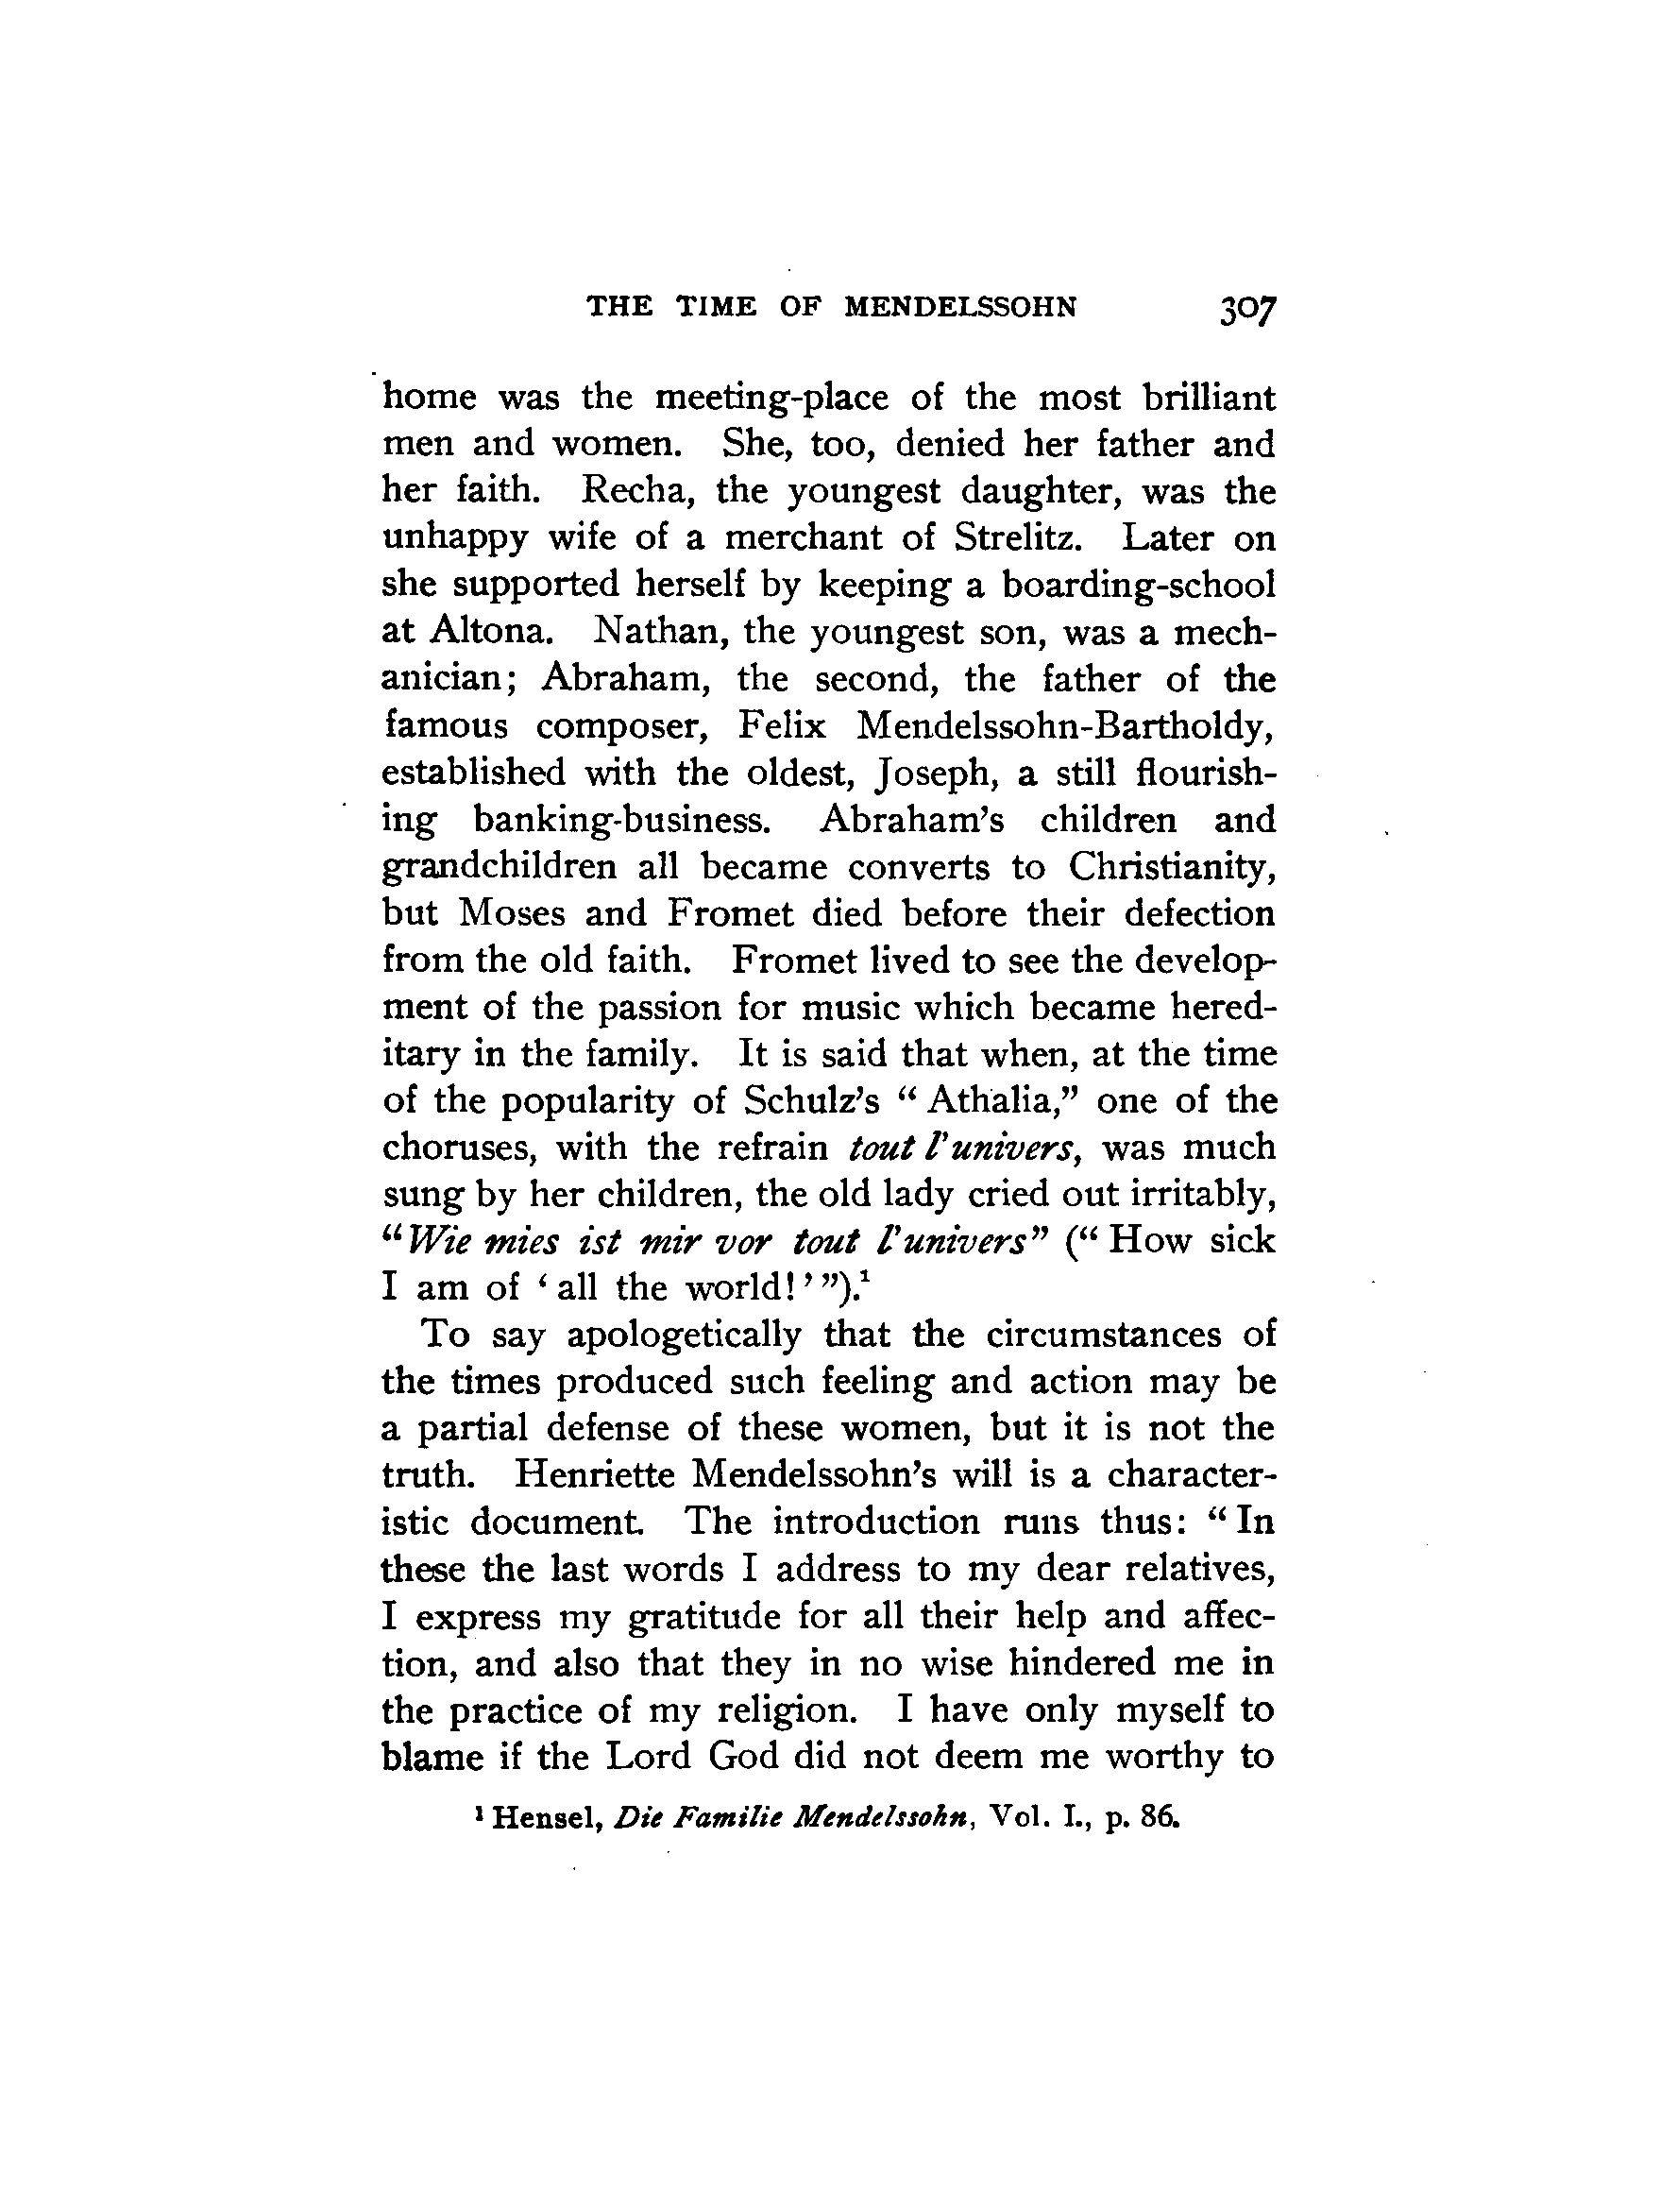 THE TIME OF MENDELSSOHN 307
home was the meeting-place of the most brilliant
men and women. She, too, denied her father and
her faith. Recha, the youngest daughter, was the
unhappy wife of a merchant of Strelitz. Later on
she supported herself by keeping a boarding-school
at Altona. Nathan, the youngest son, was a mech-
anician; Abraham, the second, the father of the
famous composer, Felix Mendelssohn-Bartholdy,
established with the oldest, Joseph, a still flourish-
ing banking-business. Abraham's children and
grandchildren all became converts to Christianity,
but Moses and Fromet died before their defection
from the old faith. Fromet lived to see the develop-
ment of the passion for music which became hered-
itary in the family. It is said that when, at the time
of the popularity of Schulz's "Athalia," one of the
choruses, with the refrain tout l'univers, was much
sung by her children, the old lady cried out irritably,
"Wie mies ist mir vor tout l'univers" ("How sick
I am of 'all the world!'").¹
To say apologetically that the circumstances of
the times produced such feeling and action may be
a partial defense of these women, but it is not the
truth. Henriette Mendelssohn's will is a character-
istic document. The introduction runs thus: "In
these the last words I address to my dear relatives,
I express my gratitude for all their help and affec-
tion, and also that they in no wise hindered me in
the practice of my religion. I have only myself to
blame if the Lord God did not deem me worthy to
¹ Hensel, Die Familie Mendelssohn, Vol. I., p. 86.